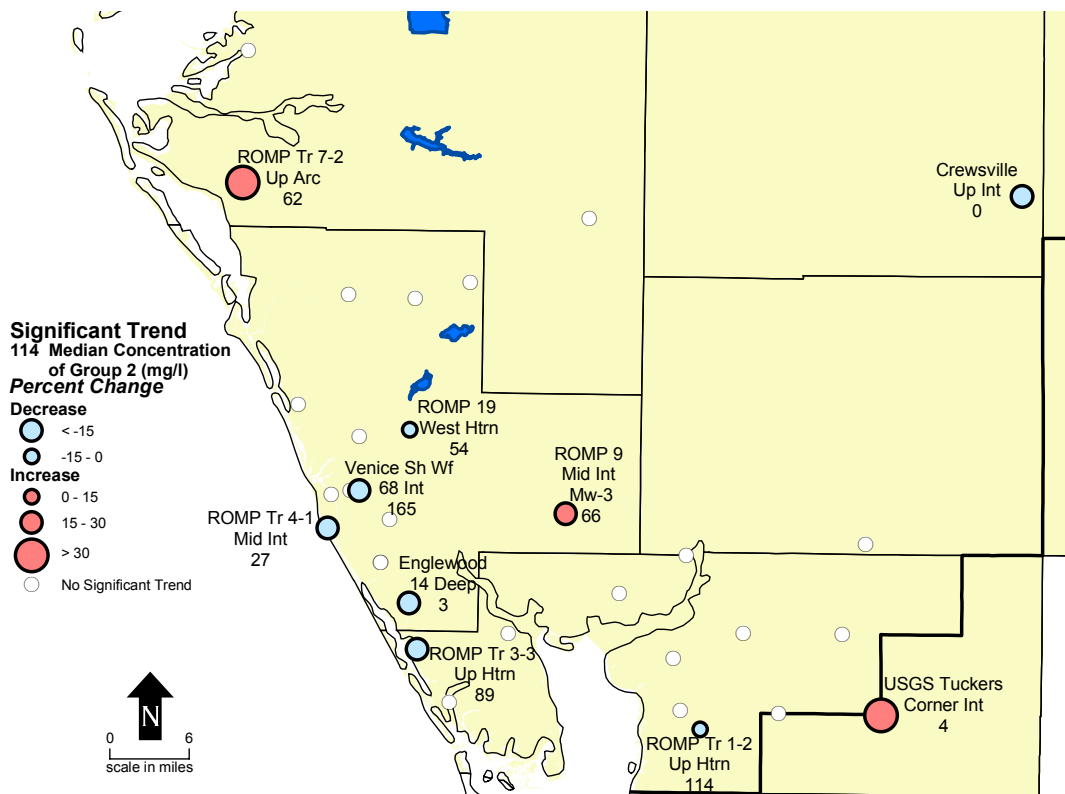 ROMP Tr 7-2
Up Arc
62
Crewsville
Up Int
0
Significant Trend
114 Median Concentration
of Group 2 (mg/l)
Percent Change
Decrease
< -15
-15 - 0
Increase
0 - 15
15 - 30
> 30
No Significant Trend
ROMP 19
West Htrn
54
Venice Sh Wf
68 Int
165
ROMP 9
Mid Int
Mw-3
66
ROMP Tr 4-1
Mid Int
27
Englewood
14 Deep
3
ROMP Tr 3-3
Up Htrn
89
USGS Tuckers
Corner Int
4
ROMP Tr 1-2
Up Htrn
114
N
0 6
scale in miles